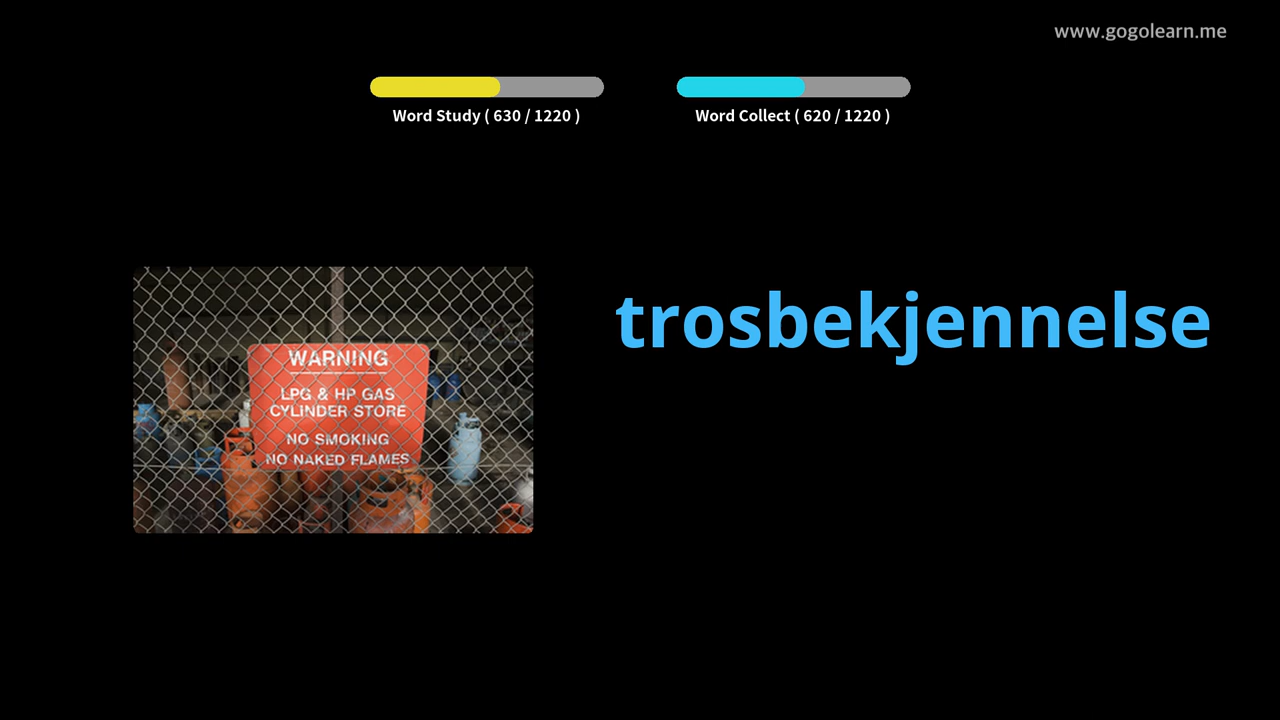 www.gogolearn.me
Word Study ( 630 / 1220 )
Word Collect ( 620 / 1220 )
trosbekjennelse
WARNING
LPG & HP GAS
CYLINDER STORE
NO SMOKING
NO NAKED FLAMES